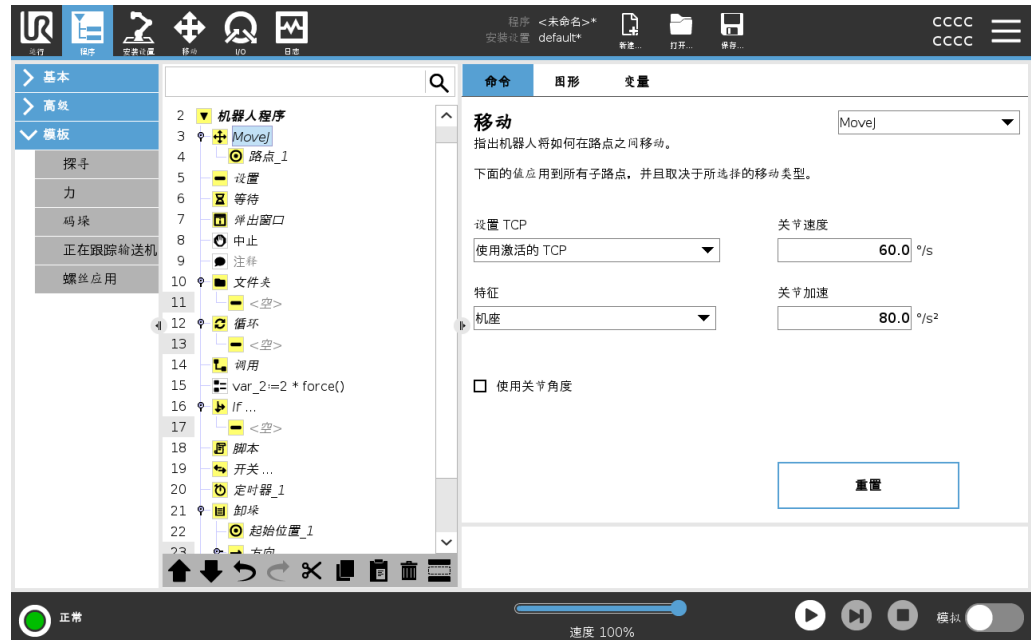 UR
程序 <未命名>*
安装设置 default*
新建...
打开...
保存...
cccc
cccc
运行
程序
安装设置
移动
I/O
日志
基本
高级
模板
探寻
力
码垛
正在跟踪输送机
螺丝应用
2 机器人程序
3 MoveJ
4 路点_1
5 设置
6 等待
7 弹出窗口
8 中止
9 注释
10 文件夹
11 <空>
12 循环
13 <空>
14 调用
15 var_2:=2 * force()
16 If ...
17 <空>
18 脚本
19 开关 ...
20 定时器_1
21 卸垛
22 起始位置_1
23 方向
命令 图形 变量
移动
MoveJ
指出机器人将如何在路点之间移动。
下面的值应用到所有子路点，并且取决于所选择的移动类型。
设置 TCP
关节速度
使用激活的 TCP
60.0 °/s
特征
关节加速
机座
80.0 °/s²
使用关节角度
重置
正常
速度 100%
模拟